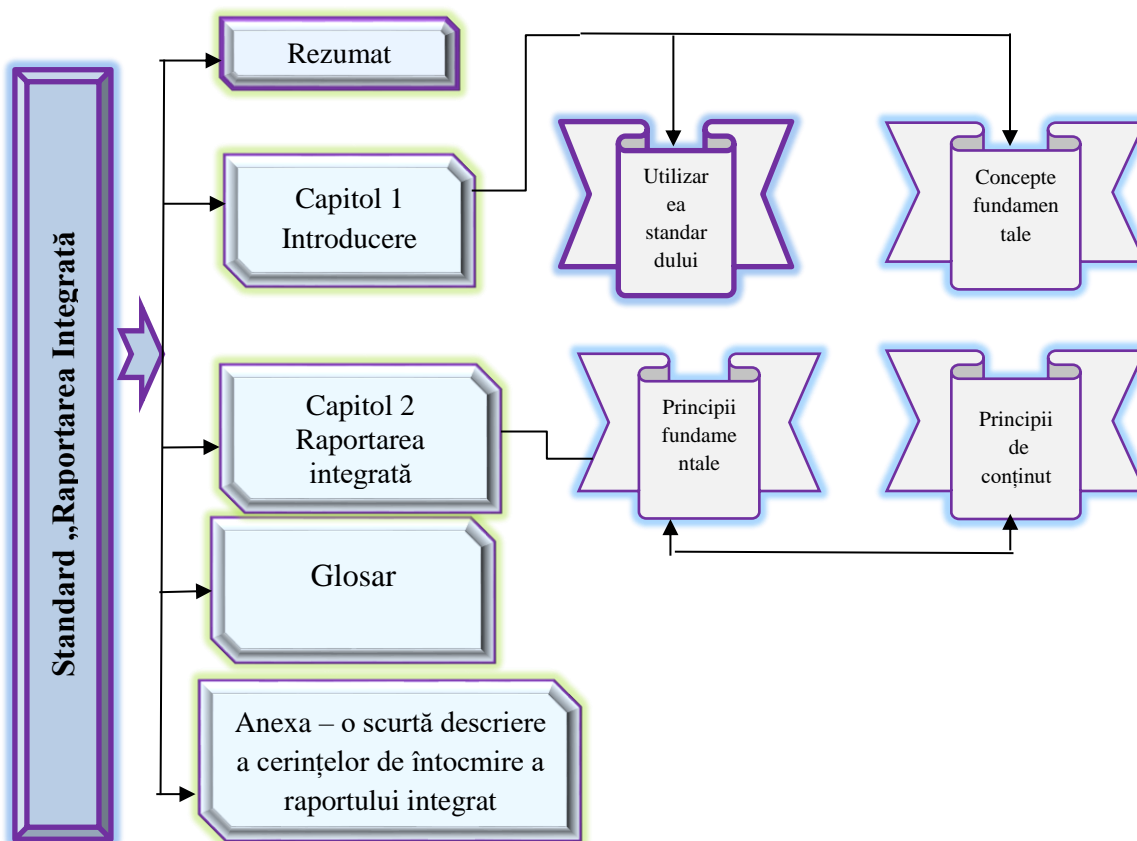 Standard „Raportarea Integrată
Rezumat
Capitol 1
Introducere
Utilizar
ea
standar
dului
Concepte
fundamen
tale
Capitol 2
Raportarea
integrată
Principii
fundame
ntale
Principii
de
conținut
Glosar
Anexa – o scurtă descriere
a cerințelor de întocmire a
raportului integrat